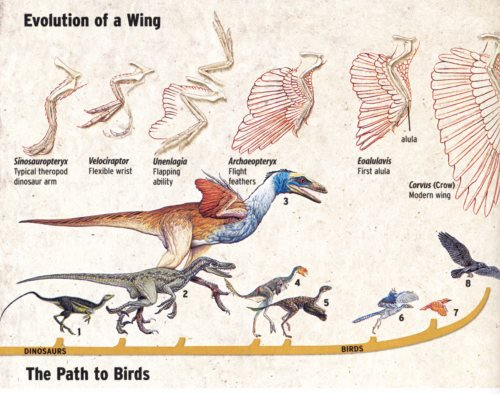 Evolution of a Wing
alula
Sinosauropteryx
Typical theropod
dinosaur arm
Velociraptor
Flexible wrist
Unenlagia
Flapping
ability
Archaeopteryx
Flight
feathers
Eoalulavis
First alula
Corvus (Crow)
Modern wing
3
8
4
2
5
1
6
7
DINOSAURS
BIRDS
The Path to Birds